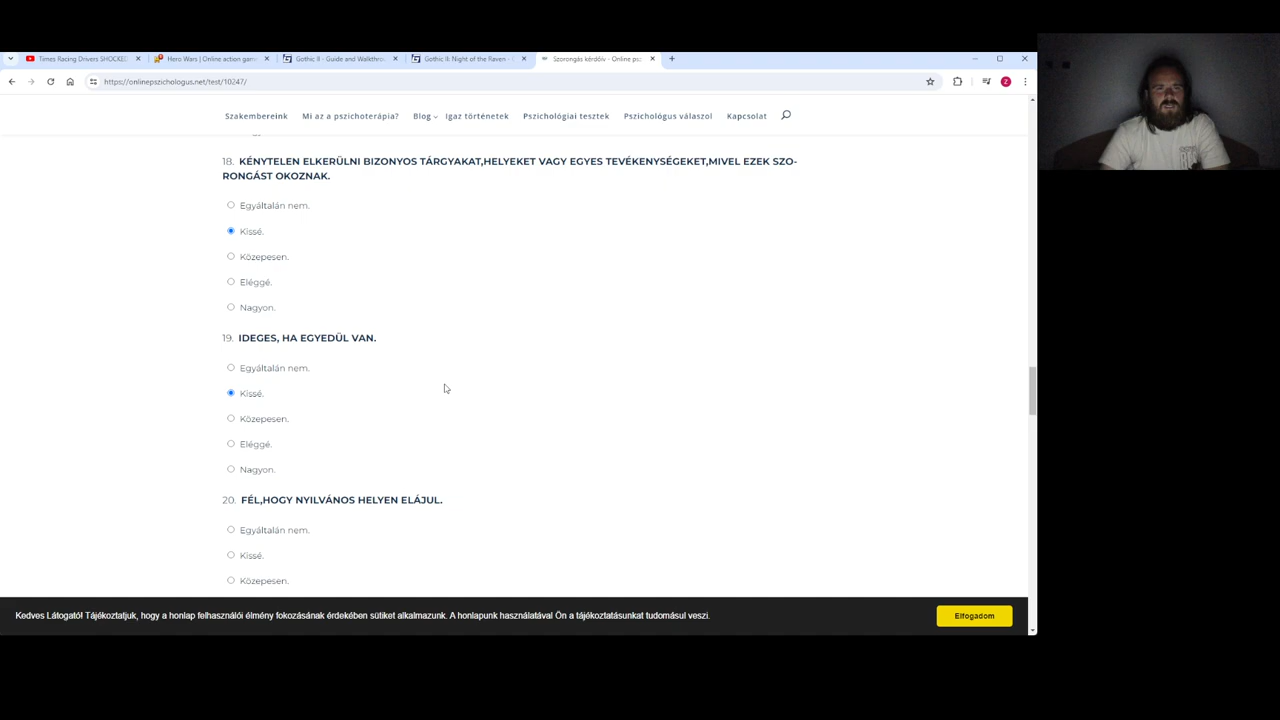 Times Racing Drivers SHOCKED
Hero Wars | Online action gam
Gothic II - Guide and Walkthro
Gothic II: Night of the Raven - 
Szorongás kérdőív - Online ps
https://onlinepszichologus.net/test/10247/
Z
Szakembereink
Mi az a pszichoterápia?
Blog
Igaz történetek
Pszichológiai tesztek
Pszichológus válaszol
Kapcsolat
18. KÉNYTELEN ELKERÜLNI BIZONYOS TÁRGYAKAT,HELYEKET VAGY EGYES TEVÉKENYSÉGEKET,MIVEL EZEK SZO-
RONGÁST OKOZNAK.
Egyáltalán nem.
Kissé.
Közepesen.
Eléggé.
Nagyon.
19. IDEGES, HA EGYEDÜL VAN.
Egyáltalán nem.
Kissé.
Közepesen.
Eléggé.
Nagyon.
20. FÉL,HOGY NYILVÁNOS HELYEN ELÁJUL.
Egyáltalán nem.
Kissé.
Közepesen.
Kedves Látogató! Tájékoztatjuk, hogy a honlap felhasználói élmény fokozásának érdekében sütiket alkalmazunk. A honlapunk használatával Ön a tájékoztatásunkat tudomásul veszi.
Elfogadom